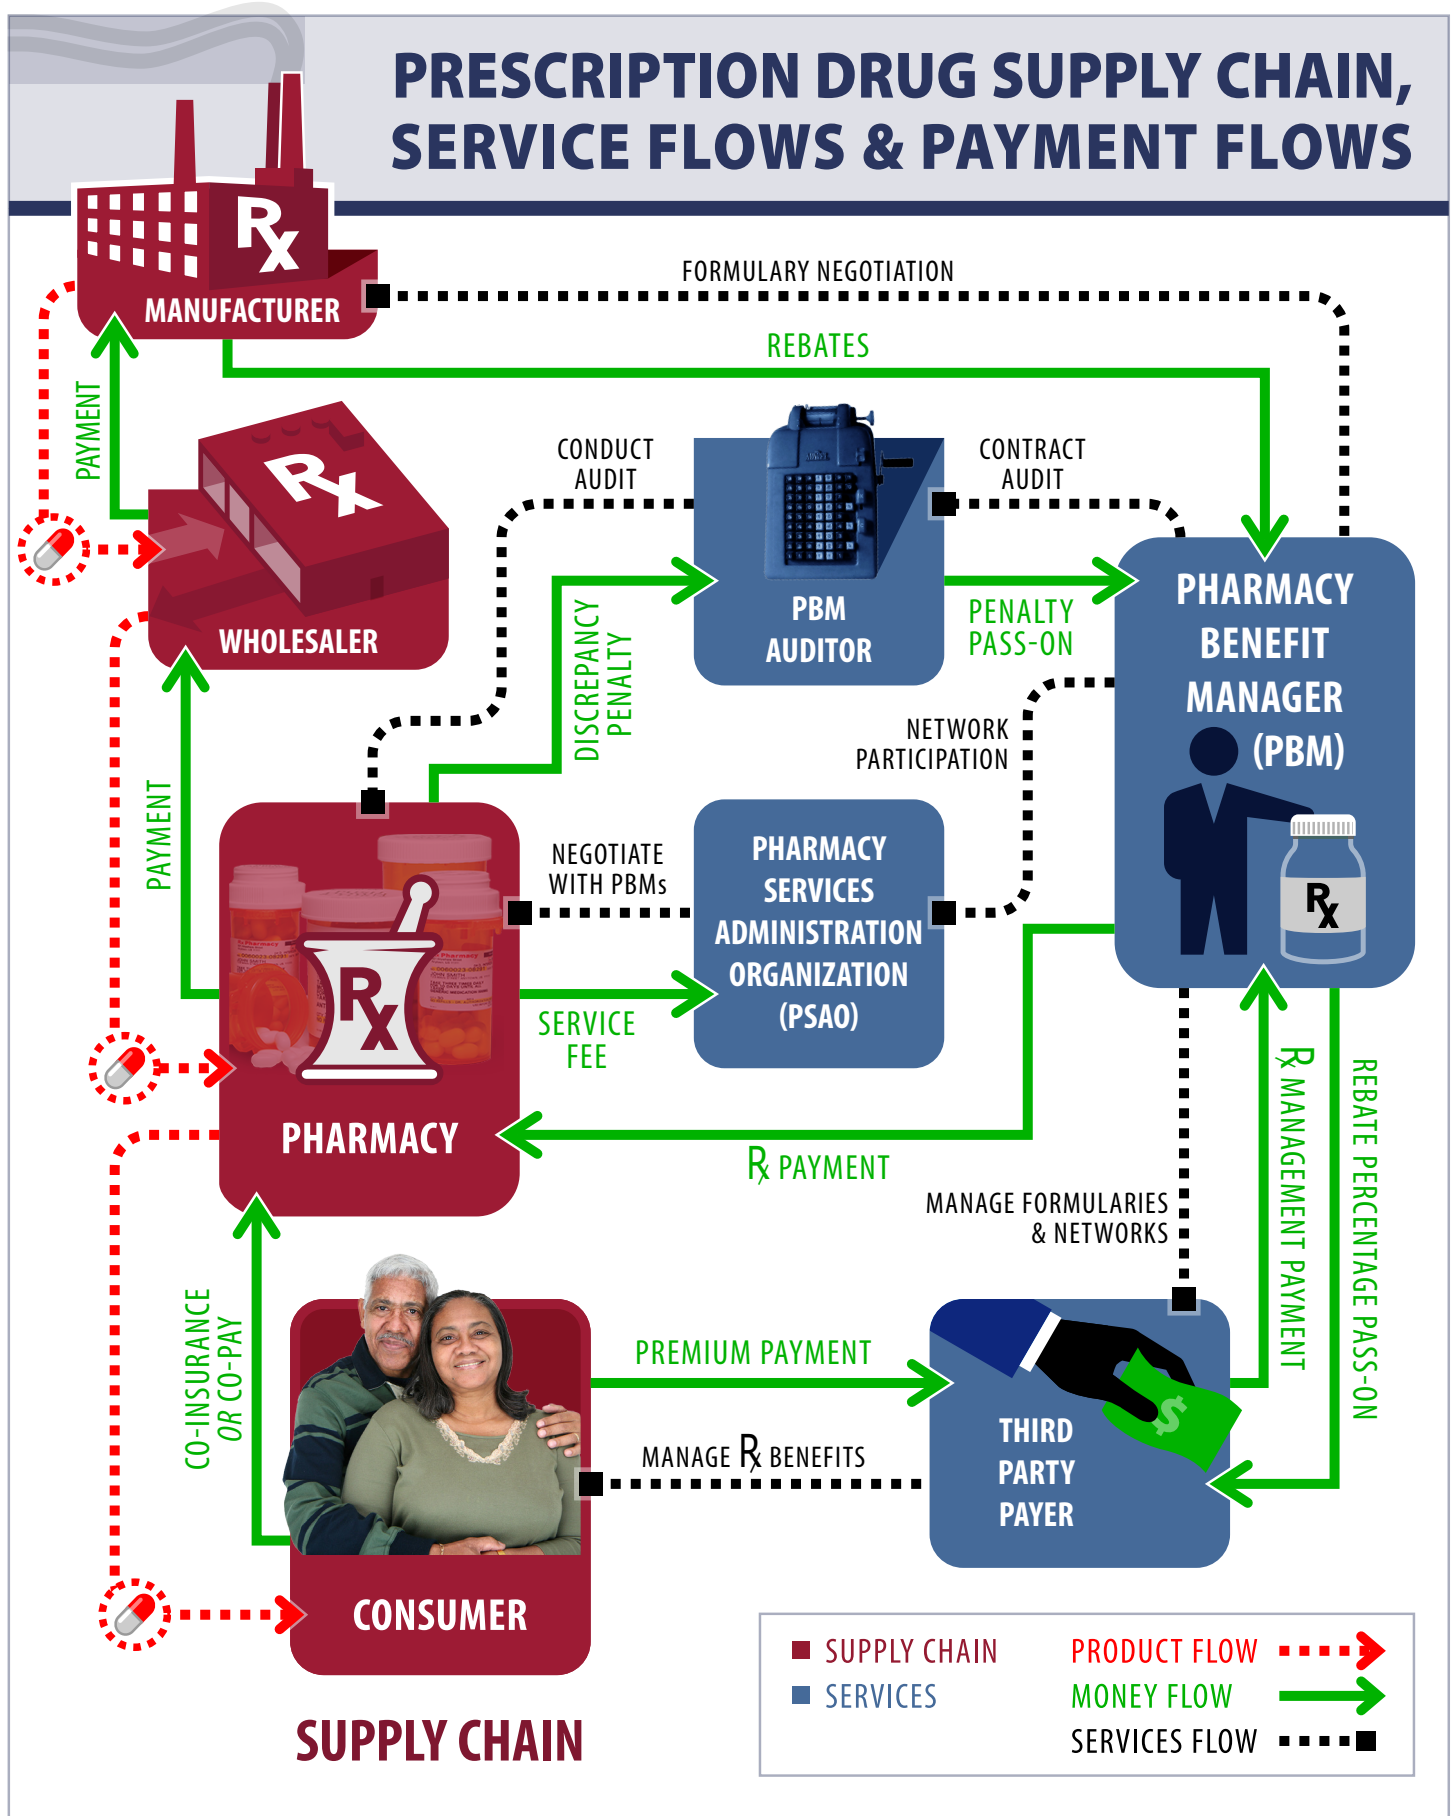 PRESCRIPTION DRUG SUPPLY CHAIN,
SERVICE FLOWS & PAYMENT FLOWS
Rx
MANUFACTURER
FORMULARY NEGOTIATION
REBATES
PAYMENT
Rx
WHOLESALER
CONDUCT
AUDIT
CONTRACT
AUDIT
PBM
AUDITOR
DISCREPANCY
PENALTY
PENALTY
PASS-ON
PHARMACY
BENEFIT
MANAGER
(PBM)
Rx
NETWORK
PARTICIPATION
PAYMENT
NEGOTIATE
WITH PBMs
PHARMACY
SERVICES
ADMINISTRATION
ORGANIZATION
(PSAO)
Rx
PHARMACY
SERVICE
FEE
℞ PAYMENT
MANAGE FORMULARIES
& NETWORKS
℞ MANAGEMENT PAYMENT
REBATE PERCENTAGE PASS-ON
CO-INSURANCE
OR CO-PAY
PREMIUM PAYMENT
MANAGE ℞ BENEFITS
$
THIRD
PARTY
PAYER
CONSUMER
SUPPLY CHAIN
SUPPLY CHAIN
SERVICES
PRODUCT FLOW
MONEY FLOW
SERVICES FLOW